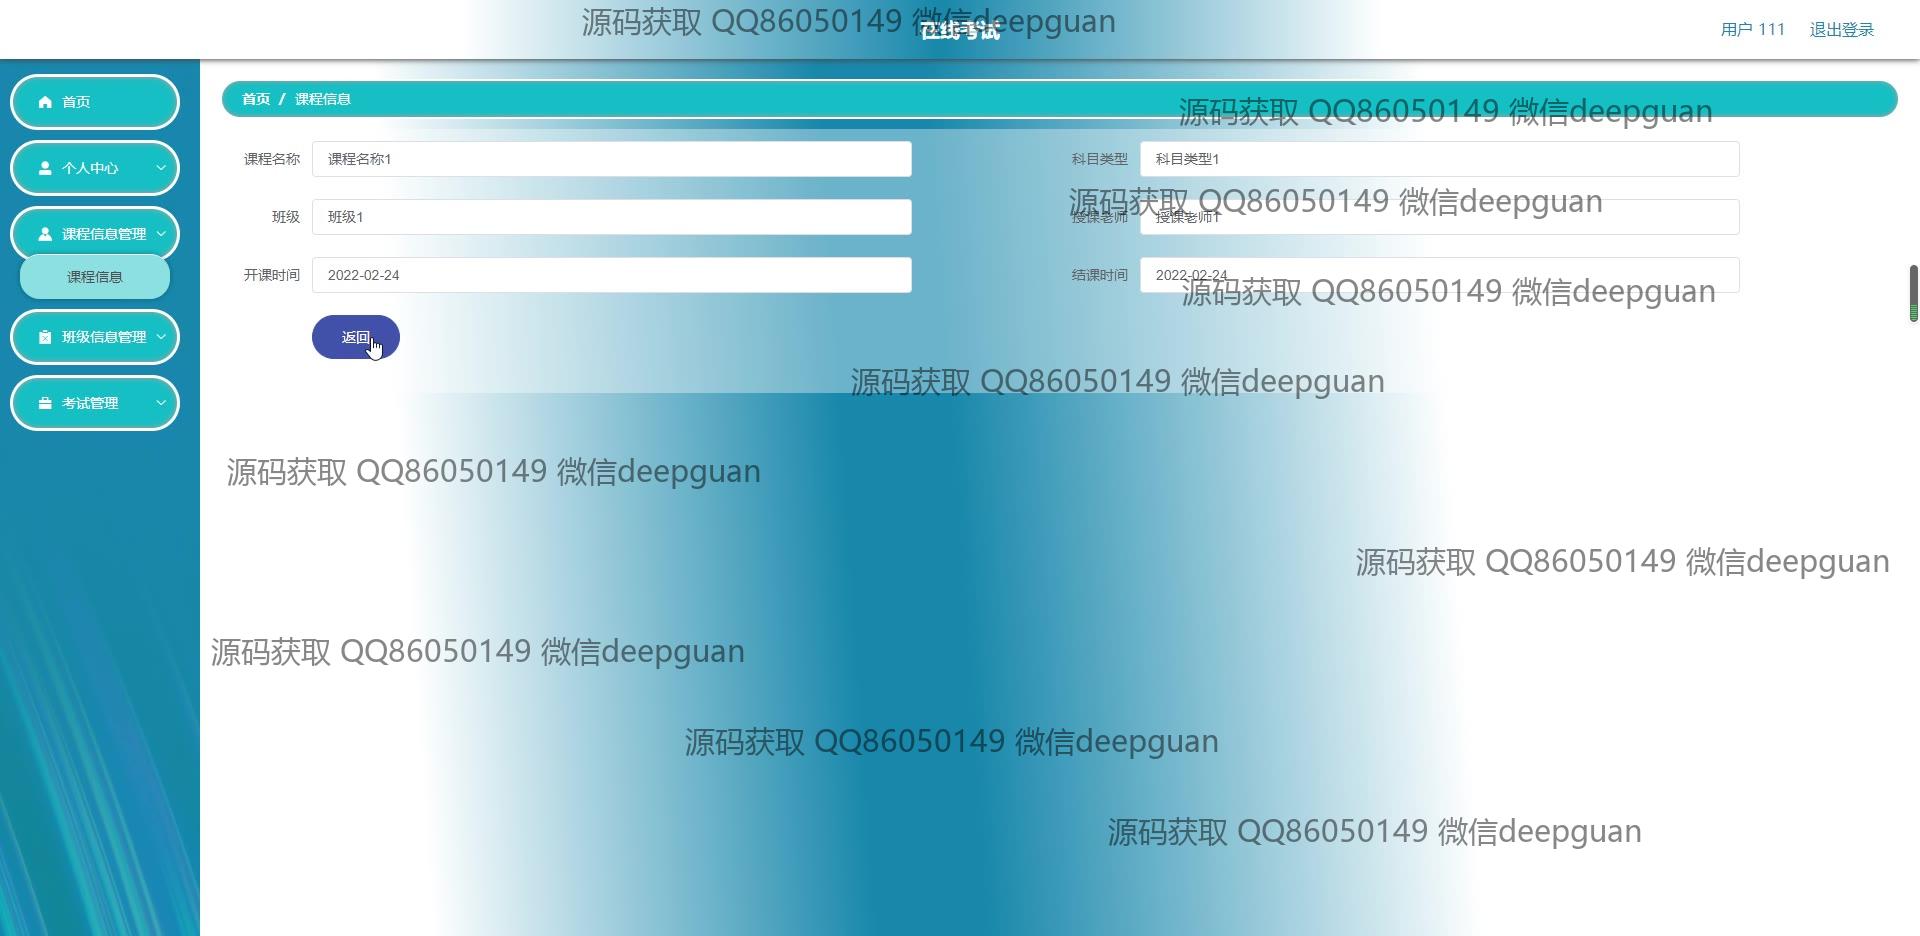 源码获取 QQ86050149 微信deepguan
在线考试
用户 111
退出登录
首页
个人中心
课程信息管理
课程信息
班级信息管理
考试管理
首页 / 课程信息
源码获取 QQ86050149 微信deepguan
课程名称 课程名称1
科目类型 科目类型1
源码获取 QQ86050149 微信deepguan
班级 班级1
授课老师 授课老师1
开课时间 2022-02-24
结课时间 2022-02-24
源码获取 QQ86050149 微信deepguan
返回
源码获取 QQ86050149 微信deepguan
源码获取 QQ86050149 微信deepguan
源码获取 QQ86050149 微信deepguan
源码获取 QQ86050149 微信deepguan
源码获取 QQ86050149 微信deepguan
源码获取 QQ86050149 微信deepguan